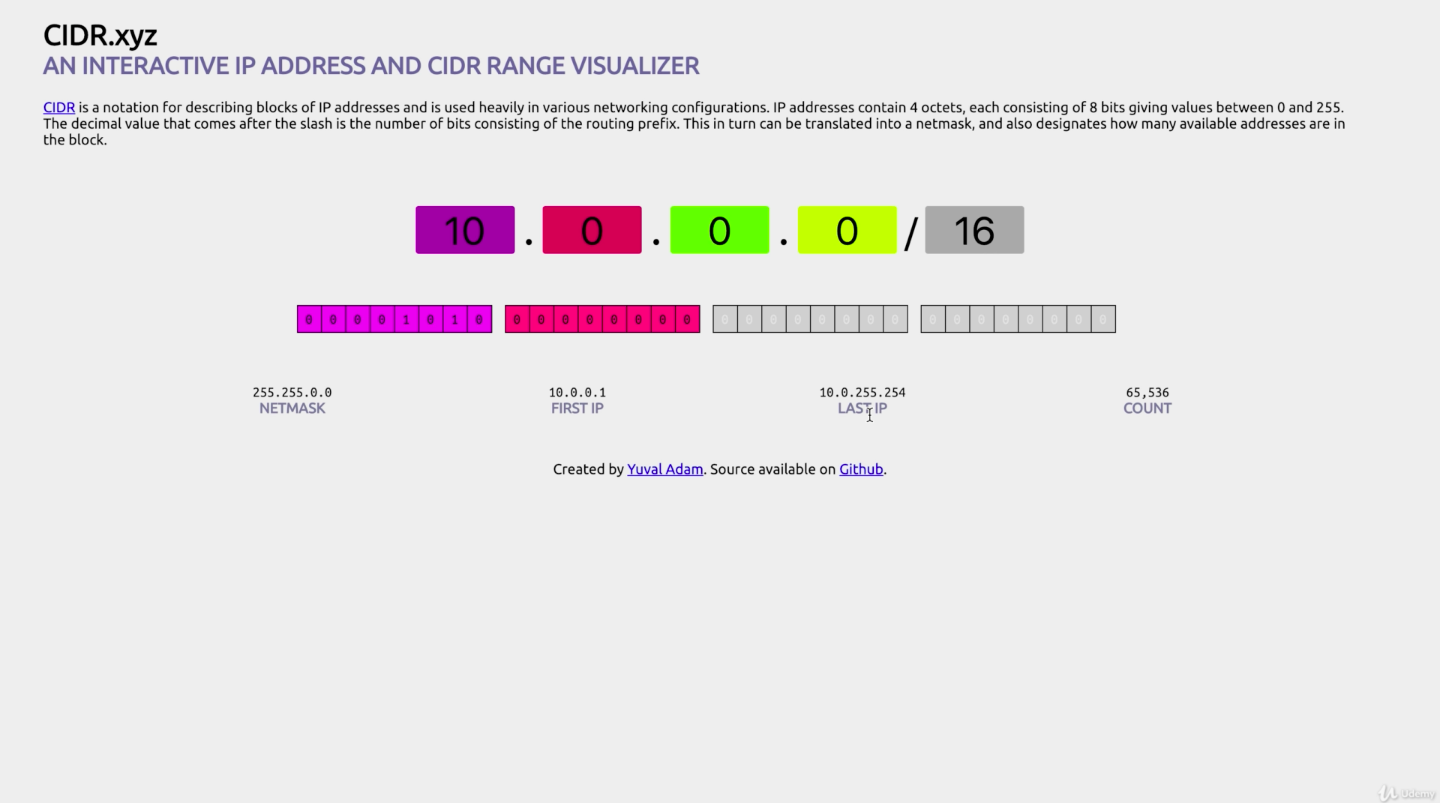 CIDR.xyz
AN INTERACTIVE IP ADDRESS AND CIDR RANGE VISUALIZER
CIDR is a notation for describing blocks of IP addresses and is used heavily in various networking configurations. IP addresses contain 4 octets, each consisting of 8 bits giving values between 0 and 255.
The decimal value that comes after the slash is the number of bits consisting of the routing prefix. This in turn can be translated into a netmask, and also designates how many available addresses are in
the block.
10 . 0 . 0 . 0 / 16
0 0 0 0 1 0 1 0 0 0 0 0 0 0 0 0 0 0 0 0 0 0 0 0 0 0 0 0 0 0 0 0
255.255.0.0 10.0.0.1 10.0.255.254 65,536
NETMASK FIRST IP LAST IP COUNT
Created by Yuval Adam. Source available on Github.
Udemy